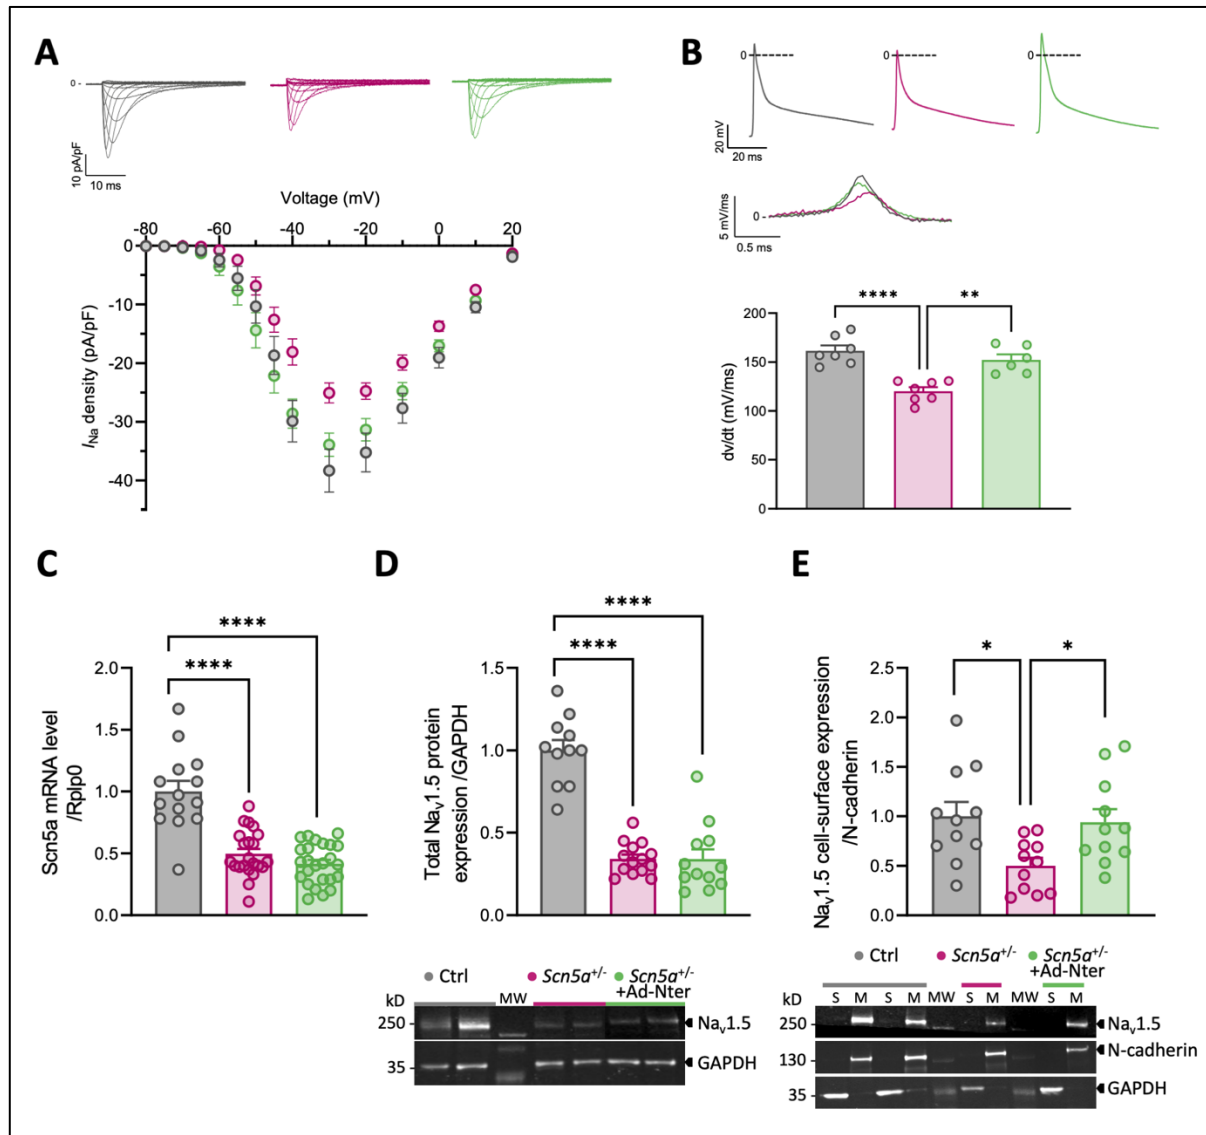 A
0 -
10 pA/pF
10 ms
Voltage (mV)
-80 -60 -40 -20 0 20
0
-10
-20
-30
-40
I_Na density (pA/pF)
B
0 0 0
20 mV
20 ms
0 -
5 mV/ms
0.5 ms
**** **
200
150
100
50
0
dv/dt (mV/ms)
C
****
****
2.0
1.5
1.0
0.5
0.0
Scn5a mRNA level
/Rplp0
D
****
****
1.5
1.0
0.5
0.0
Total Nav1.5 protein
expression /GAPDH
Ctrl Scn5a+/- Scn5a+/-
+Ad-Nter
kD MW
250 Nav1.5
35 GAPDH
E
* *
2.5
2.0
1.5
1.0
0.5
0.0
Nav1.5 cell-surface expression
/N-cadherin
Ctrl Scn5a+/- Scn5a+/-
+Ad-Nter
kD S M S M MW S M MW S M
250 Nav1.5
130 N-cadherin
35 GAPDH